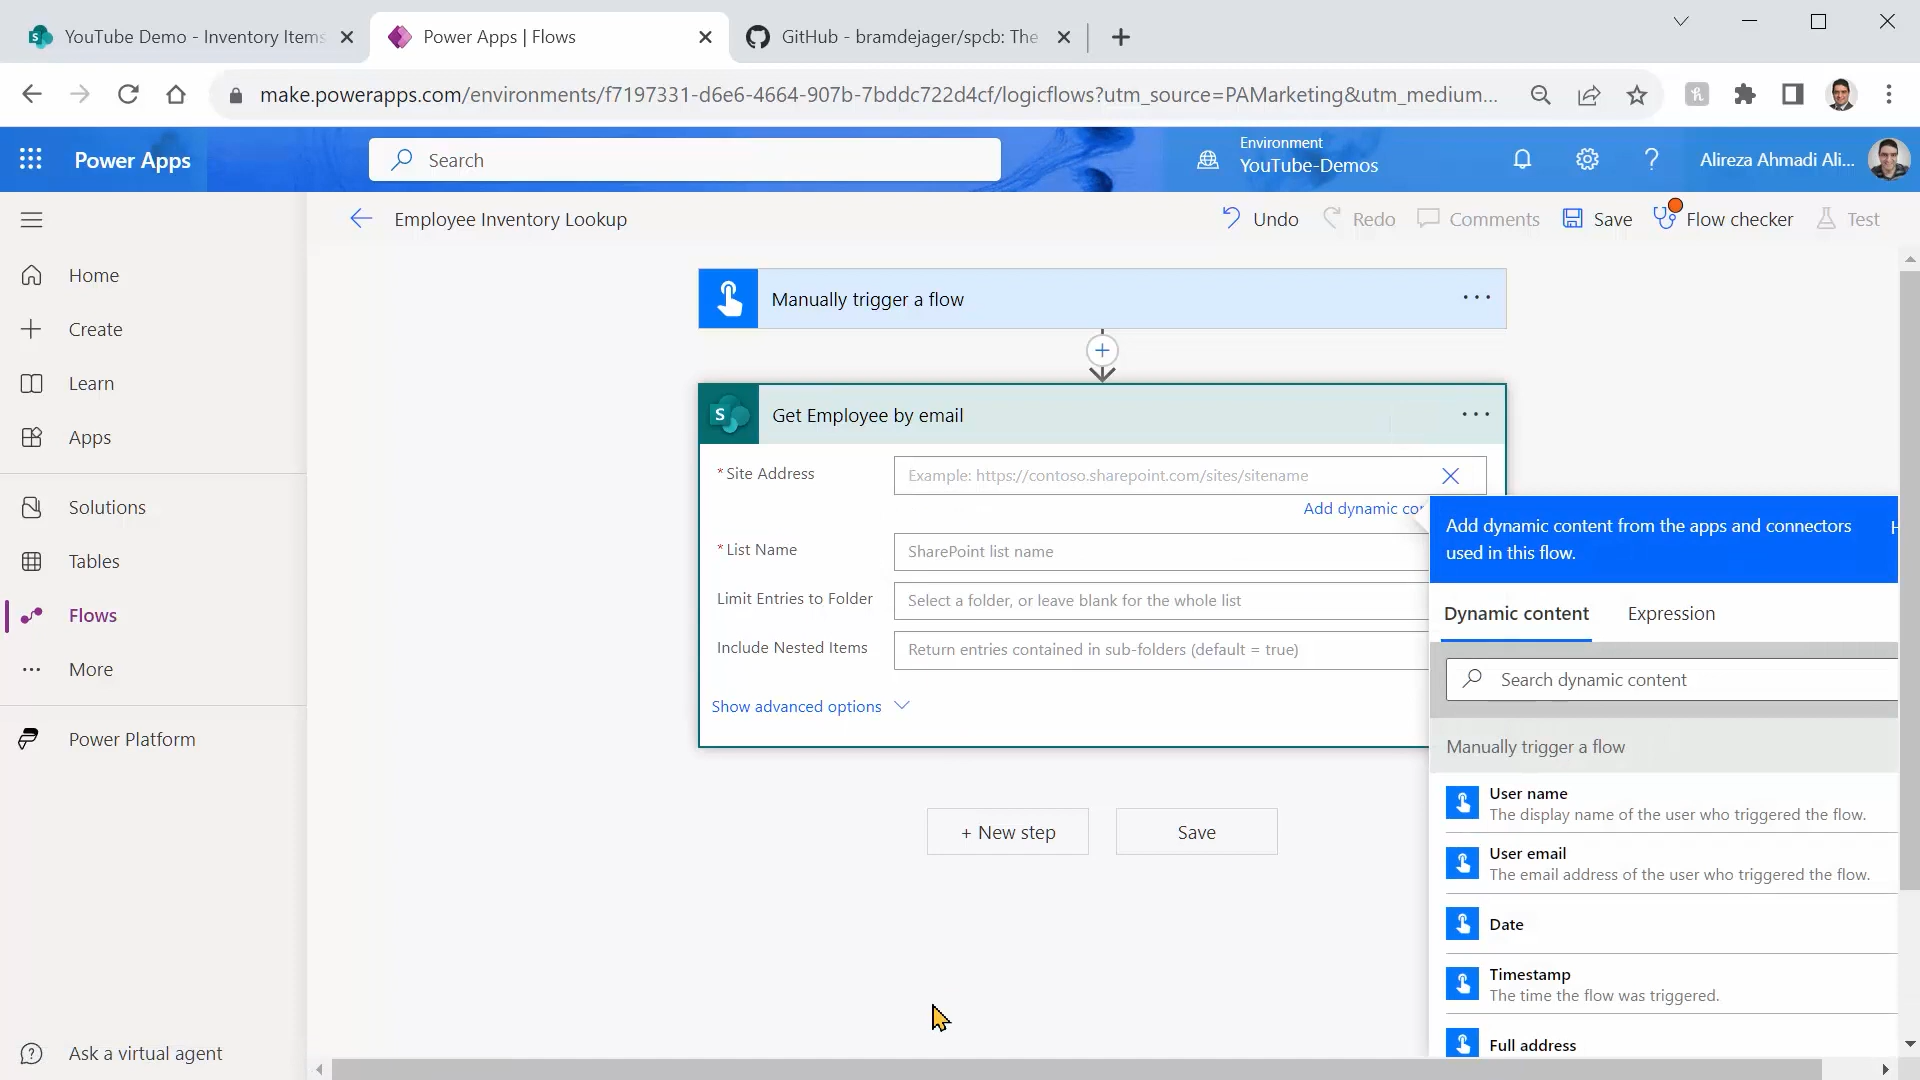 YouTube Demo - Inventory Items
Power Apps | Flows
GitHub - bramdejager/spcb: The
make.powerapps.com/environments/f7197331-d6e6-4664-907b-7bddc722d4cf/logicflows?utm_source=PAMarketing&utm_medium...
Power Apps
Search
Environment
YouTube-Demos
Alireza Ahmadi Ali...
Employee Inventory Lookup
Undo
Redo
Comments
Save
Flow checker
Test
Home
Create
Learn
Apps
Solutions
Tables
Flows
More
Power Platform
Ask a virtual agent
Manually trigger a flow
S
Get Employee by email
* Site Address
Example: https://contoso.sharepoint.com/sites/sitename
Add dynamic cor
* List Name
SharePoint list name
Limit Entries to Folder
Select a folder, or leave blank for the whole list
Include Nested Items
Return entries contained in sub-folders (default = true)
Show advanced options
+ New step
Save
Add dynamic content from the apps and connectors
used in this flow.
H
Dynamic content
Expression
Search dynamic content
Manually trigger a flow
User name
The display name of the user who triggered the flow.
User email
The email address of the user who triggered the flow.
Date
Timestamp
The time the flow was triggered.
Full address